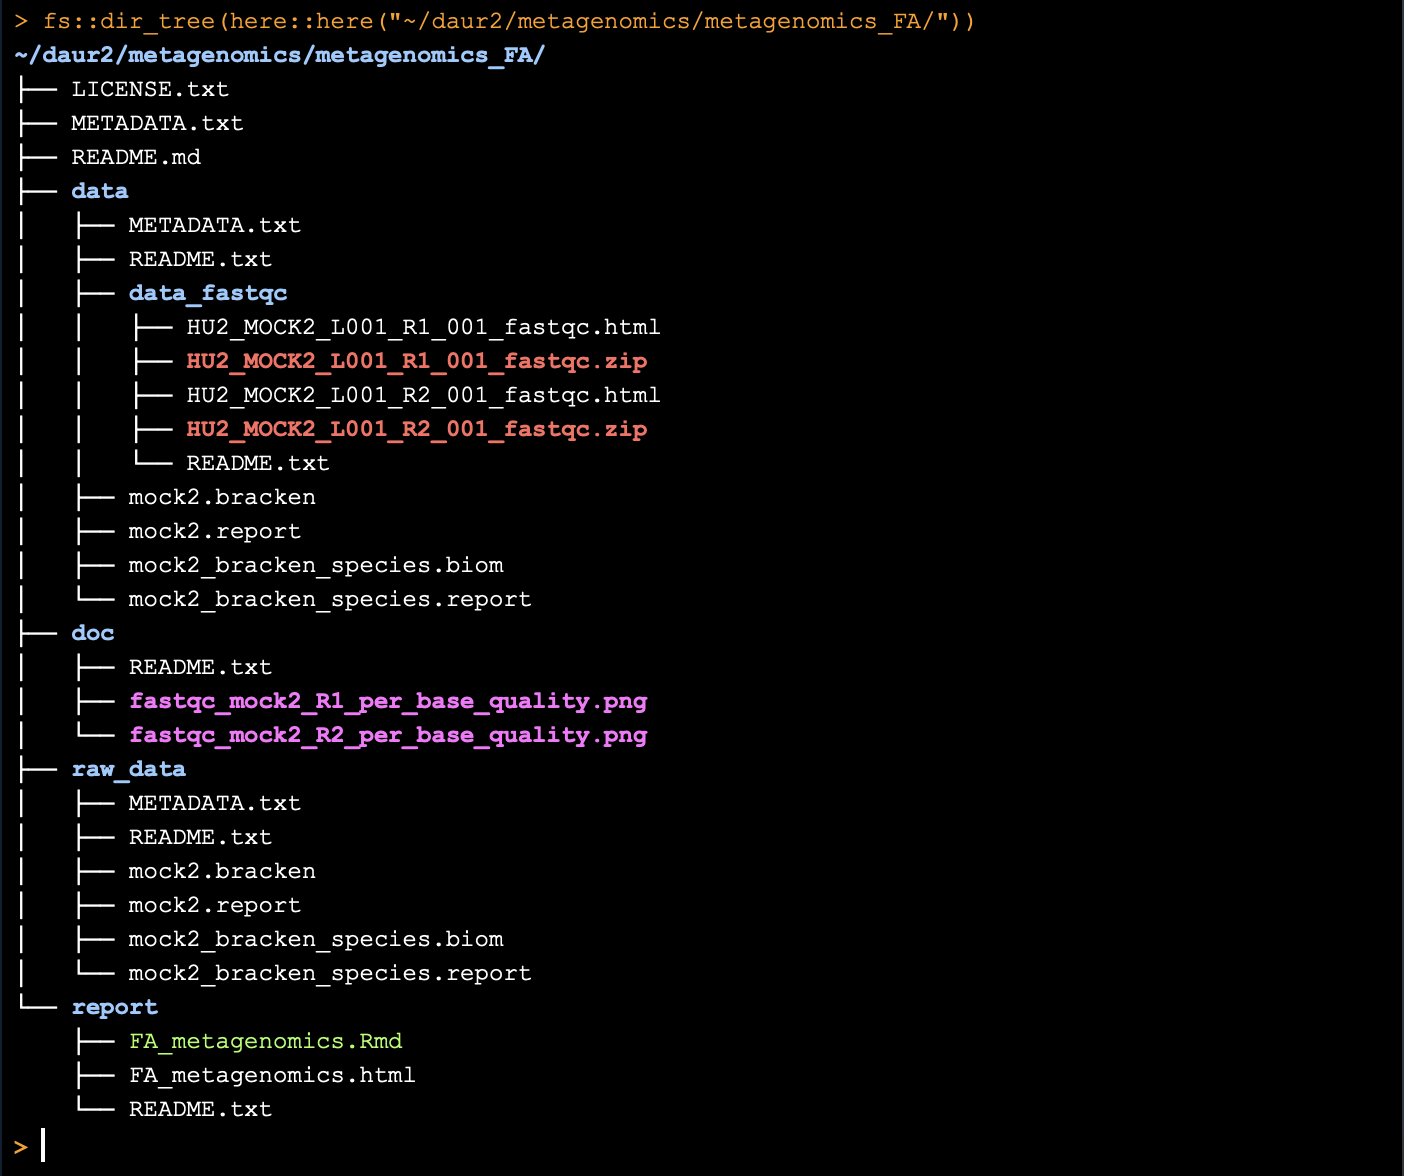 > fs::dir_tree(here::here("~/daur2/metagenomics/metagenomics_FA/"))
~/daur2/metagenomics/metagenomics_FA/
├── LICENSE.txt
├── METADATA.txt
├── README.md
├── data
│   ├── METADATA.txt
│   ├── README.txt
│   ├── data_fastqc
│   │   ├── HU2_MOCK2_L001_R1_001_fastqc.html
│   │   ├── HU2_MOCK2_L001_R1_001_fastqc.zip
│   │   ├── HU2_MOCK2_L001_R2_001_fastqc.html
│   │   ├── HU2_MOCK2_L001_R2_001_fastqc.zip
│   │   └── README.txt
│   ├── mock2.bracken
│   ├── mock2.report
│   ├── mock2_bracken_species.biom
│   └── mock2_bracken_species.report
├── doc
│   ├── README.txt
│   ├── fastqc_mock2_R1_per_base_quality.png
│   └── fastqc_mock2_R2_per_base_quality.png
├── raw_data
│   ├── METADATA.txt
│   ├── README.txt
│   ├── mock2.bracken
│   ├── mock2.report
│   ├── mock2_bracken_species.biom
│   └── mock2_bracken_species.report
└── report
    ├── FA_metagenomics.Rmd
    ├── FA_metagenomics.html
    └── README.txt
>